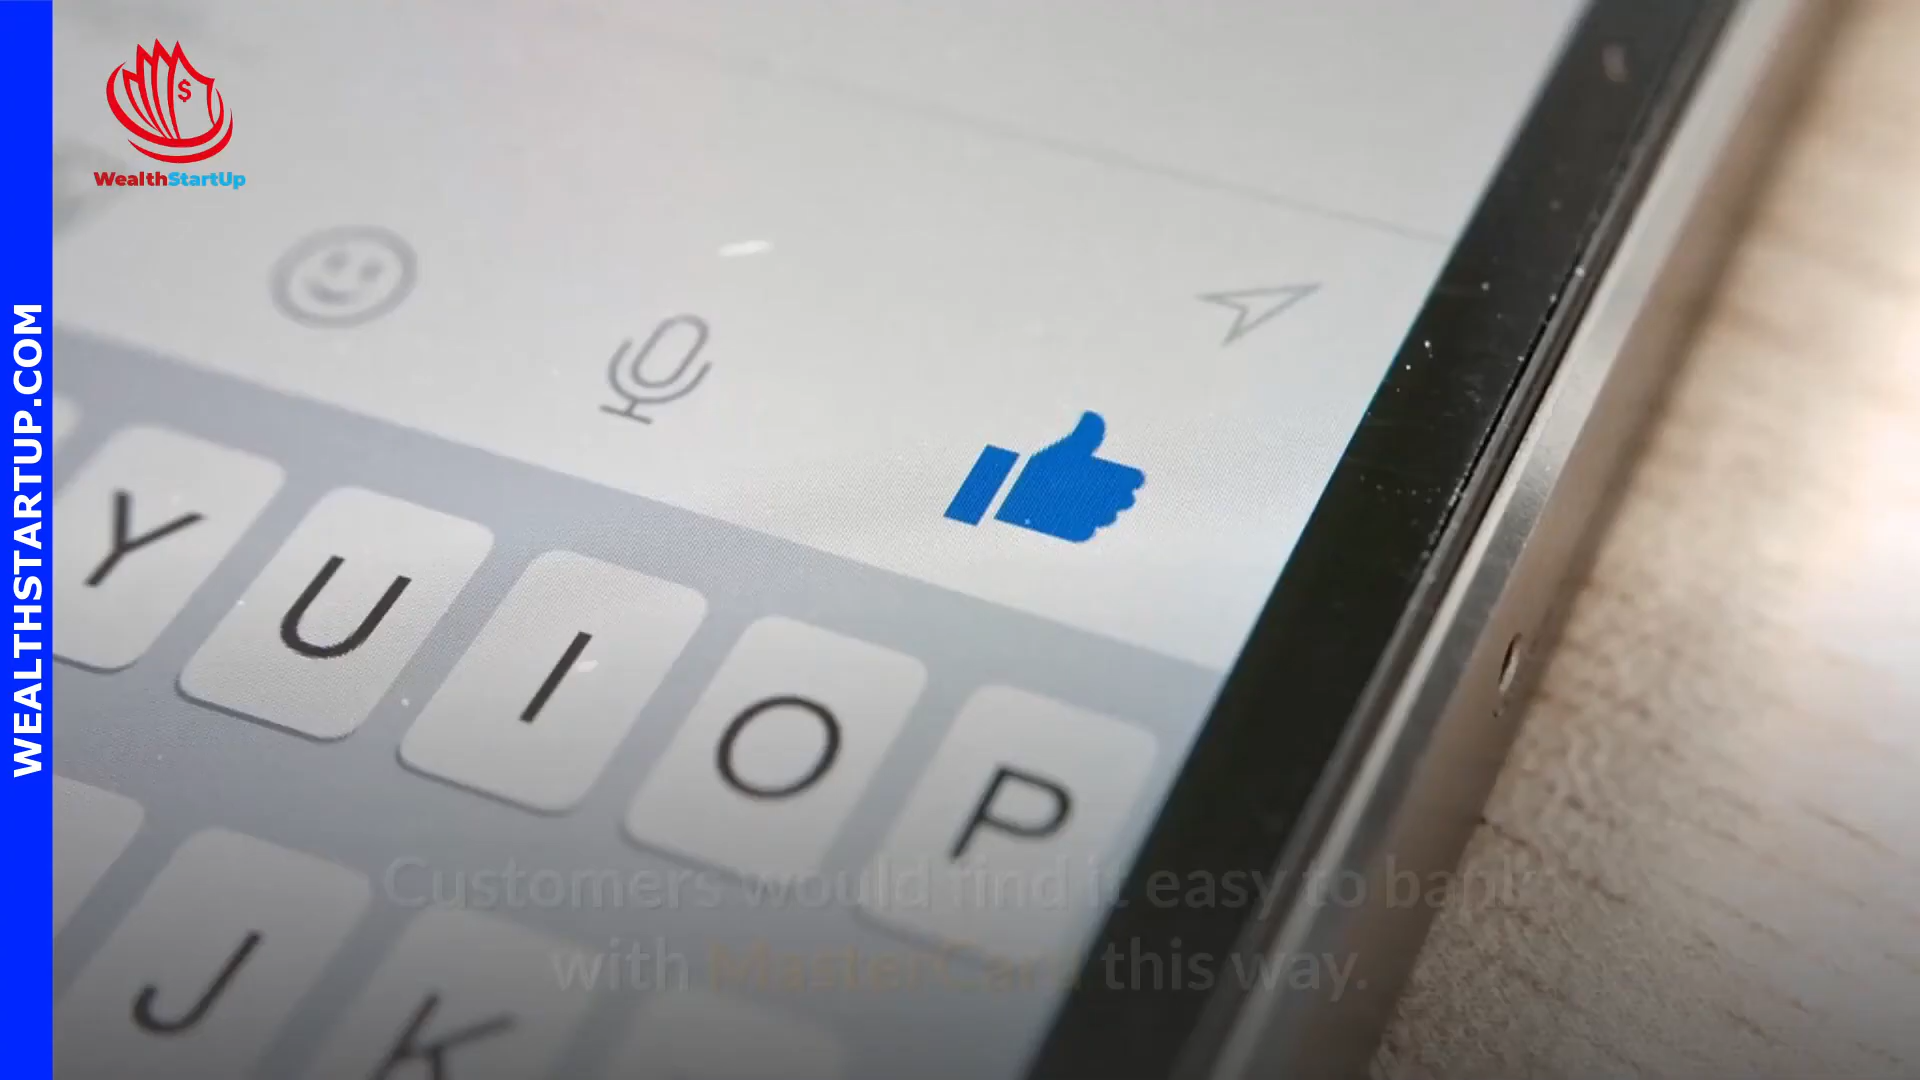 $
WealthStartUp
WEALTHSTARTUP.COM
Y U I O P
J K
Customers would find it easy to bank
with MasterCard this way.